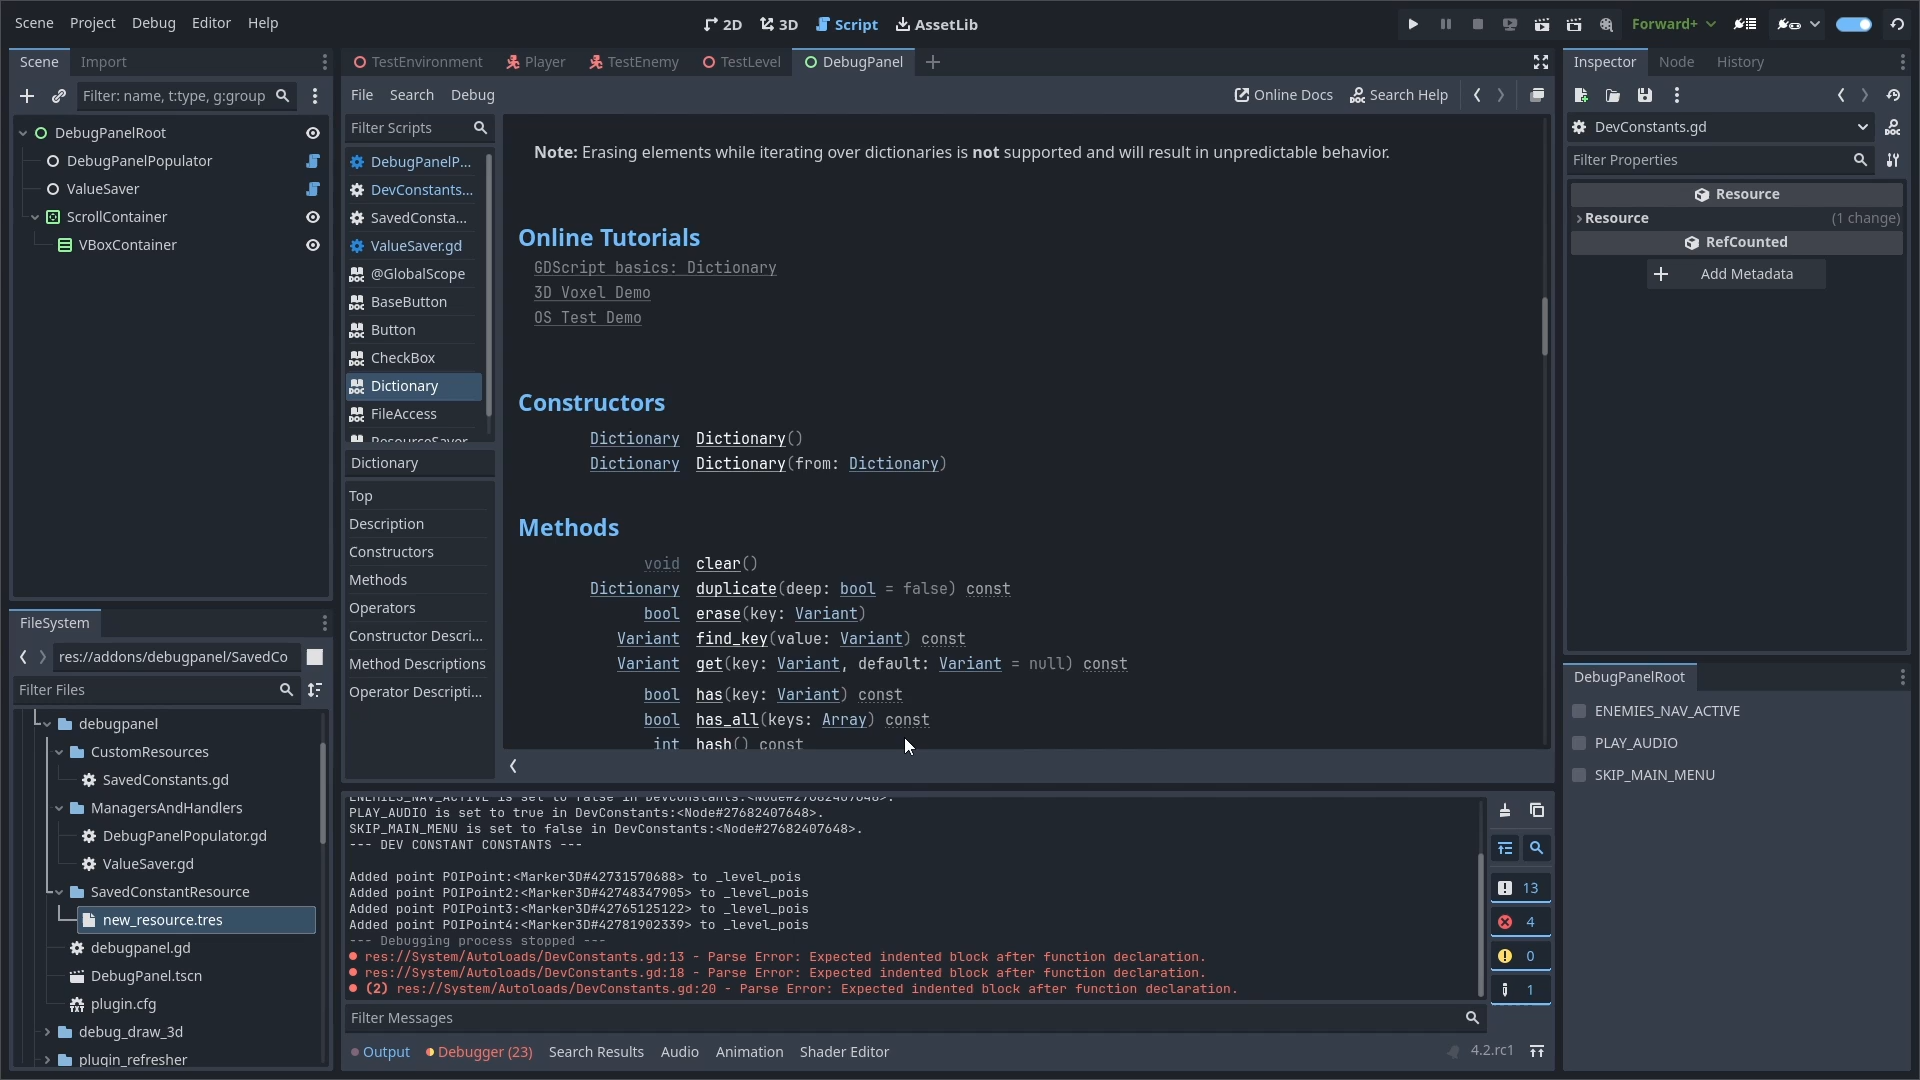 Scene Project Debug Editor Help
2D 3D Script AssetLib
Forward+
Scene Import
Filter: name, t:type, g:group
DebugPanelRoot
DebugPanelPopulator
ValueSaver
ScrollContainer
VBoxContainer
FileSystem
res://addons/debugpanel/SavedCo
Filter Files
debugpanel
CustomResources
SavedConstants.gd
ManagersAndHandlers
DebugPanelPopulator.gd
ValueSaver.gd
SavedConstantResource
new_resource.tres
debugpanel.gd
DebugPanel.tscn
plugin.cfg
debug_draw_3d
plugin_refresher
TestEnvironment Player TestEnemy TestLevel DebugPanel
File Search Debug
Online Docs Search Help
Filter Scripts
DebugPanelP...
DevConstants...
SavedConsta...
ValueSaver.gd
@GlobalScope
BaseButton
Button
CheckBox
Dictionary
FileAccess
ResourceSaver
Dictionary
Top
Description
Constructors
Methods
Operators
Constructor Descri...
Method Descriptions
Operator Descripti...
Note: Erasing elements while iterating over dictionaries is not supported and will result in unpredictable behavior.
Online Tutorials
GDScript basics: Dictionary
3D Voxel Demo
OS Test Demo
Constructors
Dictionary Dictionary()
Dictionary Dictionary(from: Dictionary)
Methods
void clear()
Dictionary duplicate(deep: bool = false) const
bool erase(key: Variant)
Variant find_key(value: Variant) const
Variant get(key: Variant, default: Variant = null) const
bool has(key: Variant) const
bool has_all(keys: Array) const
int hash() const
ENEMIES_NAV_ACTIVE is set to false in DevConstants:<Node#27682407648>.
PLAY_AUDIO is set to true in DevConstants:<Node#27682407648>.
SKIP_MAIN_MENU is set to false in DevConstants:<Node#27682407648>.
--- DEV CONSTANT CONSTANTS ---
Added point POIPoint:<Marker3D#42731570688> to _level_pois
Added point POIPoint2:<Marker3D#42748347905> to _level_pois
Added point POIPoint3:<Marker3D#42765125122> to _level_pois
Added point POIPoint4:<Marker3D#42781902339> to _level_pois
--- Debugging process stopped ---
res://System/Autoloads/DevConstants.gd:13 - Parse Error: Expected indented block after function declaration.
res://System/Autoloads/DevConstants.gd:18 - Parse Error: Expected indented block after function declaration.
(2) res://System/Autoloads/DevConstants.gd:20 - Parse Error: Expected indented block after function declaration.
13
4
0
1
Filter Messages
Output Debugger (23) Search Results Audio Animation Shader Editor
4.2.rc1
Inspector Node History
DevConstants.gd
Filter Properties
Resource
Resource (1 change)
RefCounted
Add Metadata
DebugPanelRoot
ENEMIES_NAV_ACTIVE
PLAY_AUDIO
SKIP_MAIN_MENU